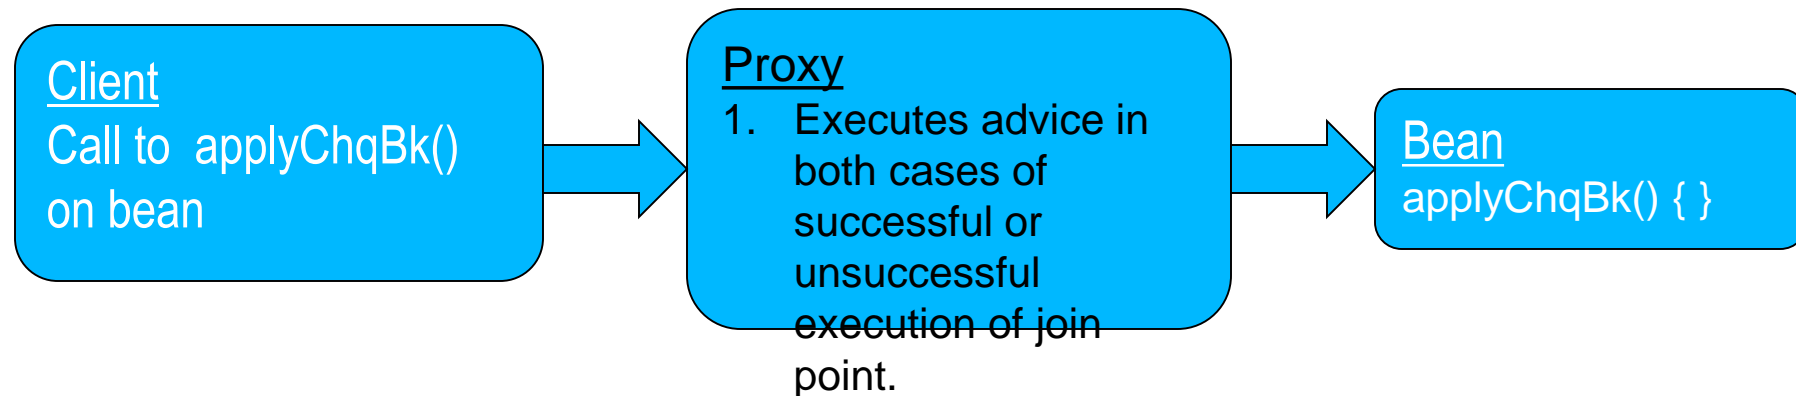 Client
Call to applyChqBk()
on bean
Proxy
1. Executes advice in
both cases of
successful or
unsuccessful
execution of join
point.
Bean
applyChqBk() { }